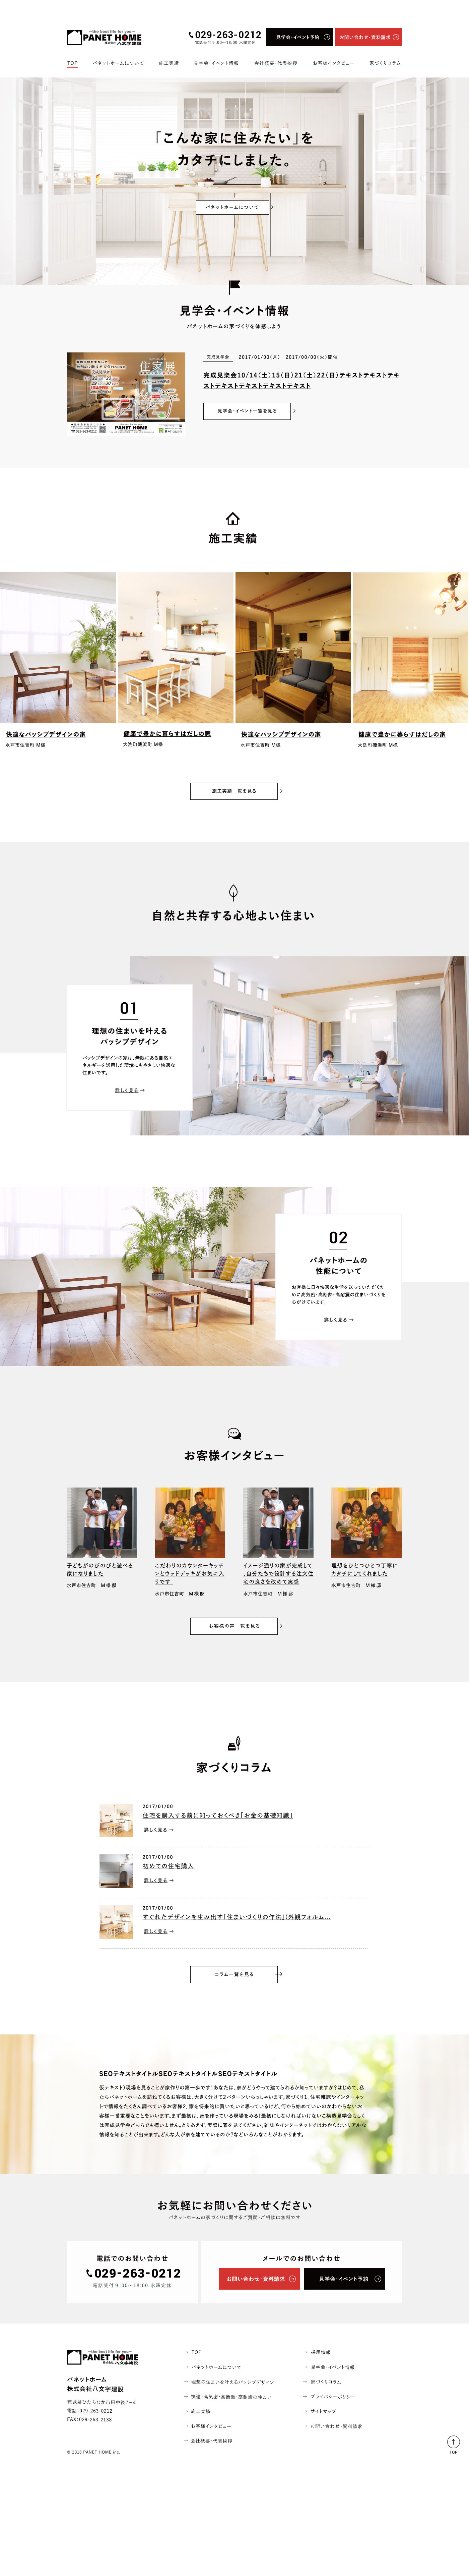 ~the best life for you~
PANET HOME
株式会社 八文字建設
029-263-0212
電話受付 9:00~18:00 水曜定休
見学会・イベント予約
お問い合わせ・資料請求
TOP
パネットホームについて
施工実績
見学会・イベント情報
会社概要・代表挨拶
お客様インタビュー
家づくりコラム
「こんな家に住みたい」を
カタチにしました。
パネットホームについて
見学会・イベント情報
パネットホームの家づくりを体感しよう
住家展
完成見学会
2017/01/00(月) 2017/00/00(火)開催
完成見楽会10/14(土)15(日)21(土)22(日)テキストテキストテキ
ストテキストテキストテキストテキスト
見学会・イベント一覧を見る
施工実績
快適なパッシブデザインの家
水戸市住吉町 M様
健康で豊かに暮らすはだしの家
大洗町磯浜町 M様
快適なパッシブデザインの家
水戸市住吉町 M様
健康で豊かに暮らすはだしの家
大洗町磯浜町 M様
施工実績一覧を見る
自然と共存する心地よい住まい
01
理想の住まいを叶える
パッシブデザイン
パッシブデザインの家は、無限にある自然エ
ネルギーを活用した環境にもやさしい快適な
住まいです。
詳しく見る →
02
パネットホームの
性能について
お客様に日々快適な生活を送っていただくた
めに高気密・高断熱・高耐震の住まいづくりを
心がけています。
詳しく見る →
お客様インタビュー
子どもがのびのびと遊べる
家になりました
水戸市住吉町 M様邸
こだわりのカウンターキッチ
ンとウッドデッキがお気に入
りです
水戸市住吉町 M様邸
イメージ通りの家が完成して
。自分たちで設計する注文住
宅の良さを改めて実感
水戸市住吉町 M様邸
理想をひとつひとつ丁寧に
カタチにしてくれました
水戸市住吉町 M様邸
お客様の声一覧を見る
家づくりコラム
2017/01/00
住宅を購入する前に知っておくべき「お金の基礎知識」
詳しく見る →
2017/01/00
初めての住宅購入
詳しく見る →
2017/01/00
すぐれたデザインを生み出す「住まいづくりの作法」(外観フォルム...
詳しく見る →
コラム一覧を見る
SEOテキストタイトルSEOテキストタイトルSEOテキストタイトル
仮テキスト)現場を見ることが家作りの第一歩です!あなたは、家がどうやって建てられるか知っていますか?はじめて、私
たちパネットホームを訪ねてくるお客様は、大きく分けて2パターンいらっしゃいます。家づくり1. 住宅雑誌やインターネッ
トで情報をたくさん調べているお客様2. 家を将来的に買いたいと思っているけど、何から始めていいのかわからないお
客様一番重要なことをいいます。まず最初は、家を作っている現場をみる!最初にしなければいけないこ構造見学会もしく
は完成見学会どちらでも構いません。とりあえず、実際に家を見てください。雑誌やインターネットではわからないリアルな
情報を知ることが出来ます。どんな人が家を建てているのか?などいろんなことがわかります。
お気軽にお問い合わせください
パネットホームの家づくりに関するご質問・ご相談は無料です
電話でのお問い合わせ
029-263-0212
電話受付 9:00~18:00 水曜定休
メールでのお問い合わせ
お問い合わせ・資料請求
見学会・イベント予約
~the best life for you~
PANET HOME
株式会社 八文字建設
パネットホーム
株式会社八文字建設
茨城県ひたちなか市田中後7-4
電話:029-263-0212
FAX:029-263-2138
→ TOP
→ パネットホームについて
→ 理想の住まいを叶えるパッシブデザイン
→ 快適・高気密・高断熱・高耐震の住まい
→ 施工実績
→ お客様インタビュー
→ 会社概要・代表挨拶
→ 採用情報
→ 見学会・イベント情報
→ 家づくりコラム
→ プライバシーポリシー
→ サイトマップ
→ お問い合わせ・資料請求
© 2018 PANET HOME.inc.
TOP